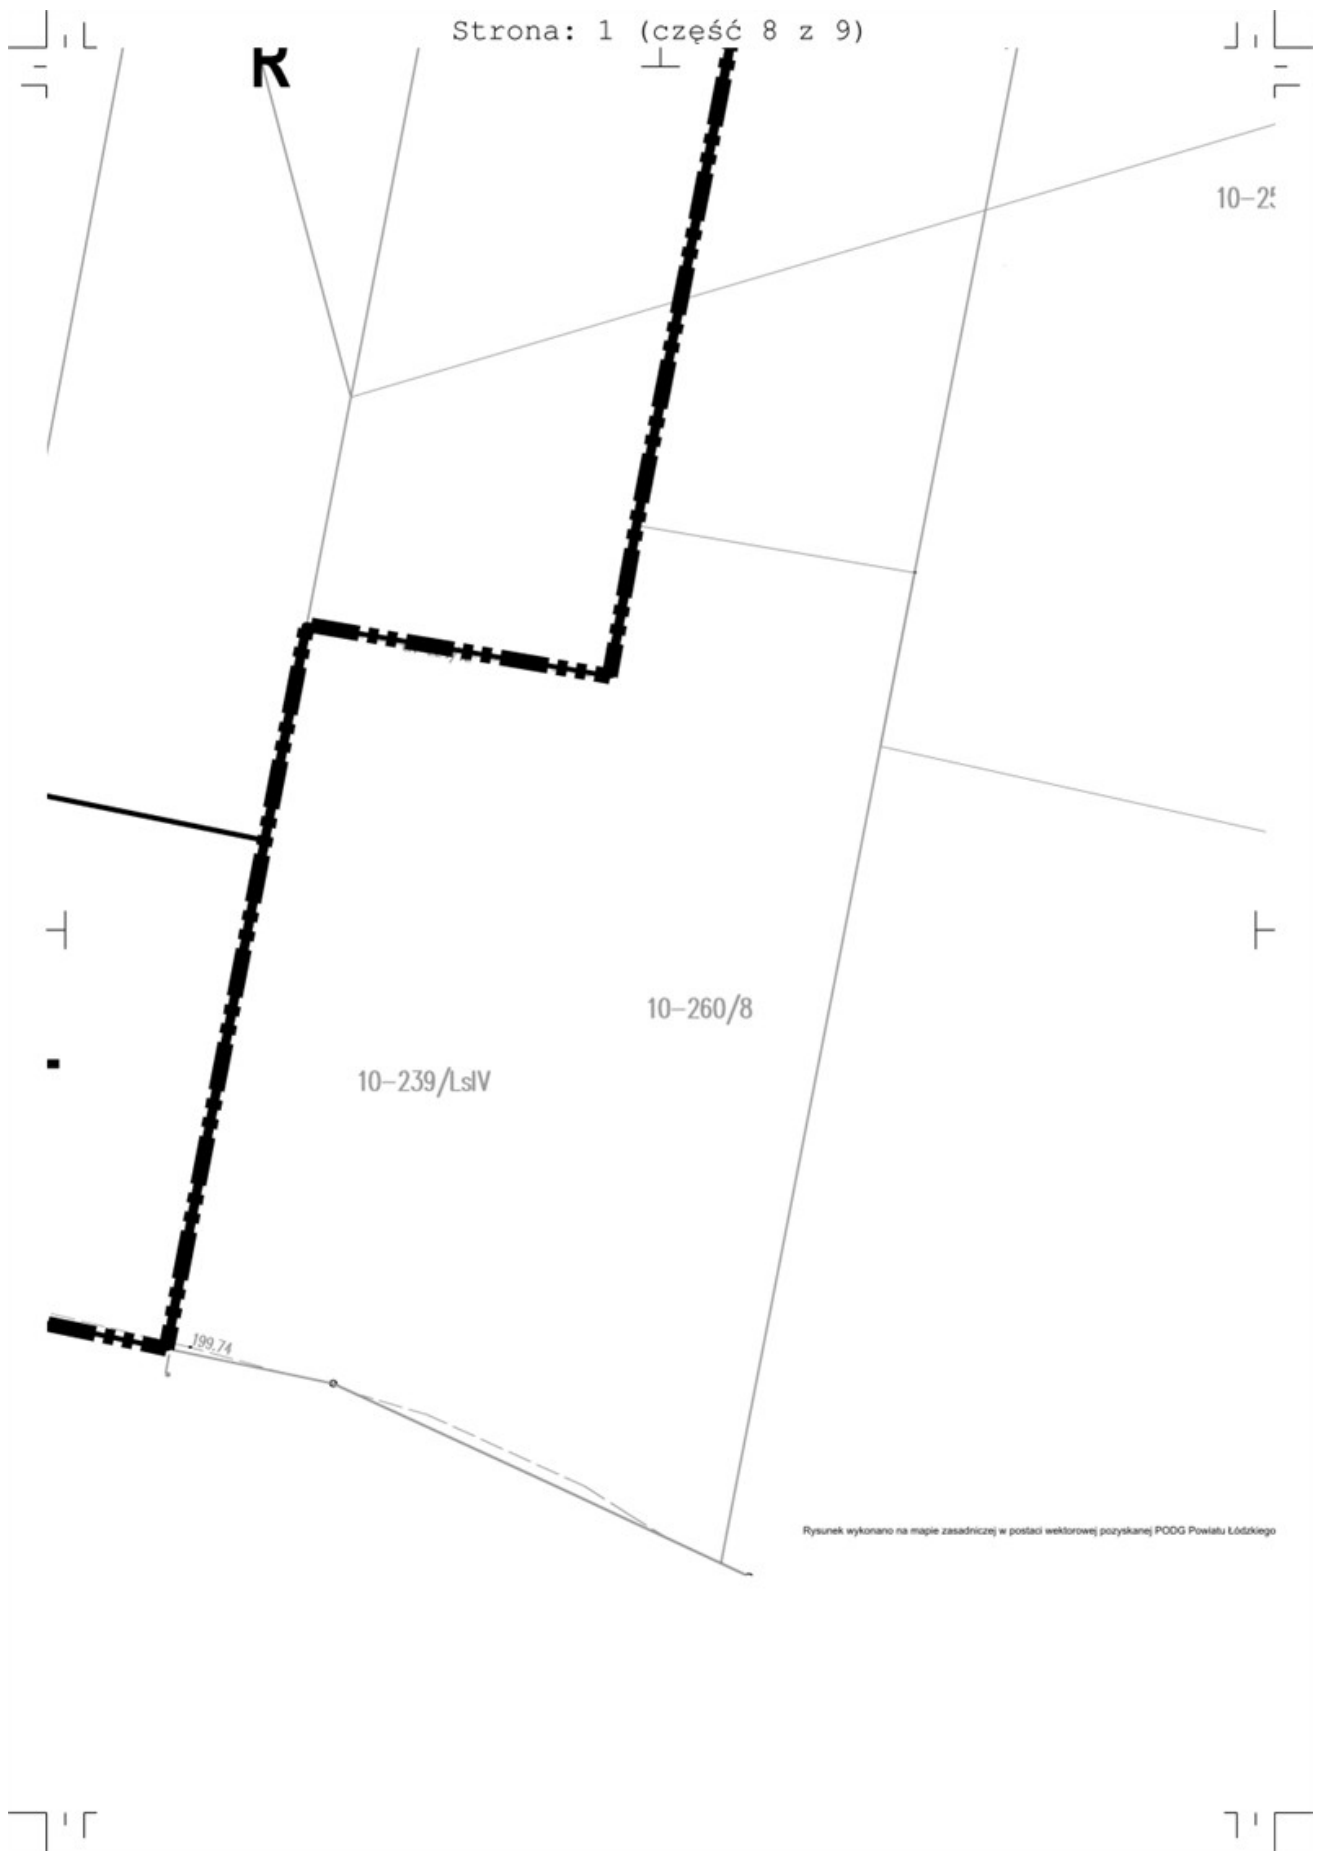 Strona: 1 (część 8 z 9)
R
10-25
10-260/8
10-239/LsIV
199.74
Rysunek wykonano na mapie zasadniczej w postaci wektorowej pozyskanej PODG Powiatu Łódzkiego